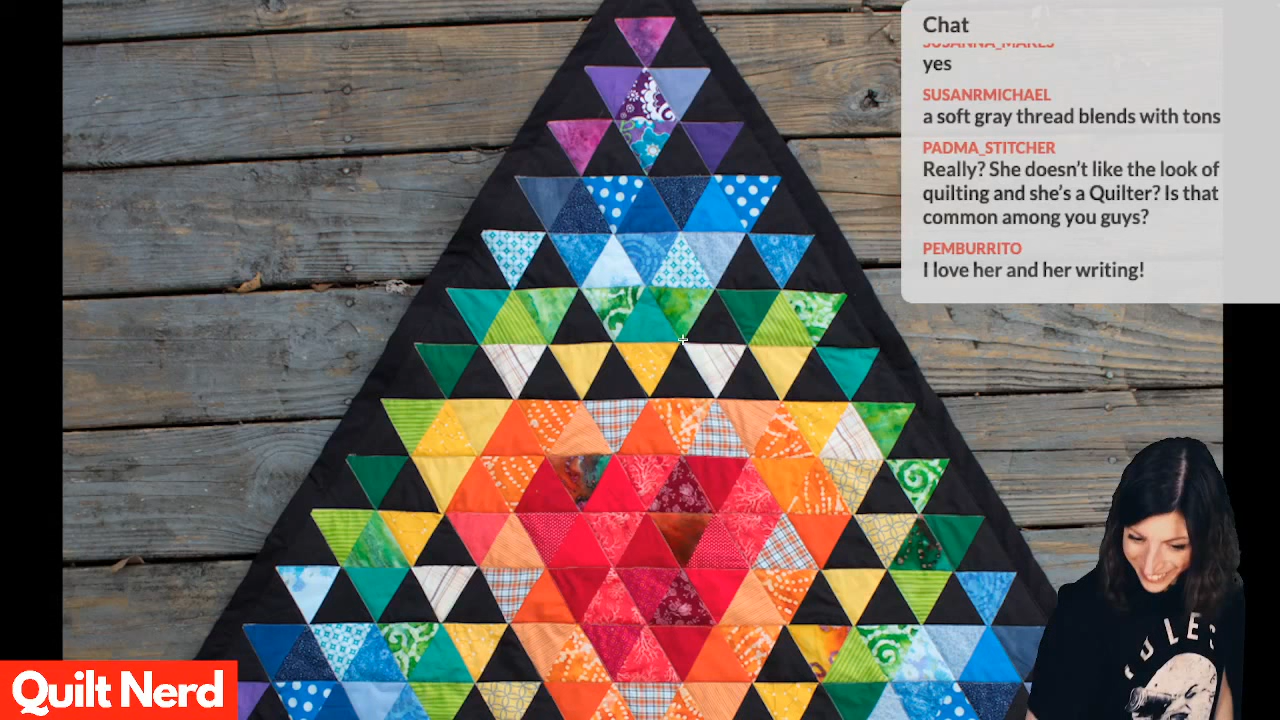 Chat
SUSANNA_MAKES
yes
SUSANRMICHAEL
a soft gray thread blends with tons
PADMA_STITCHER
Really? She doesn’t like the look of
quilting and she’s a Quilter? Is that
common among you guys?
PEMBURRITO
I love her and her writing!
Quilt Nerd